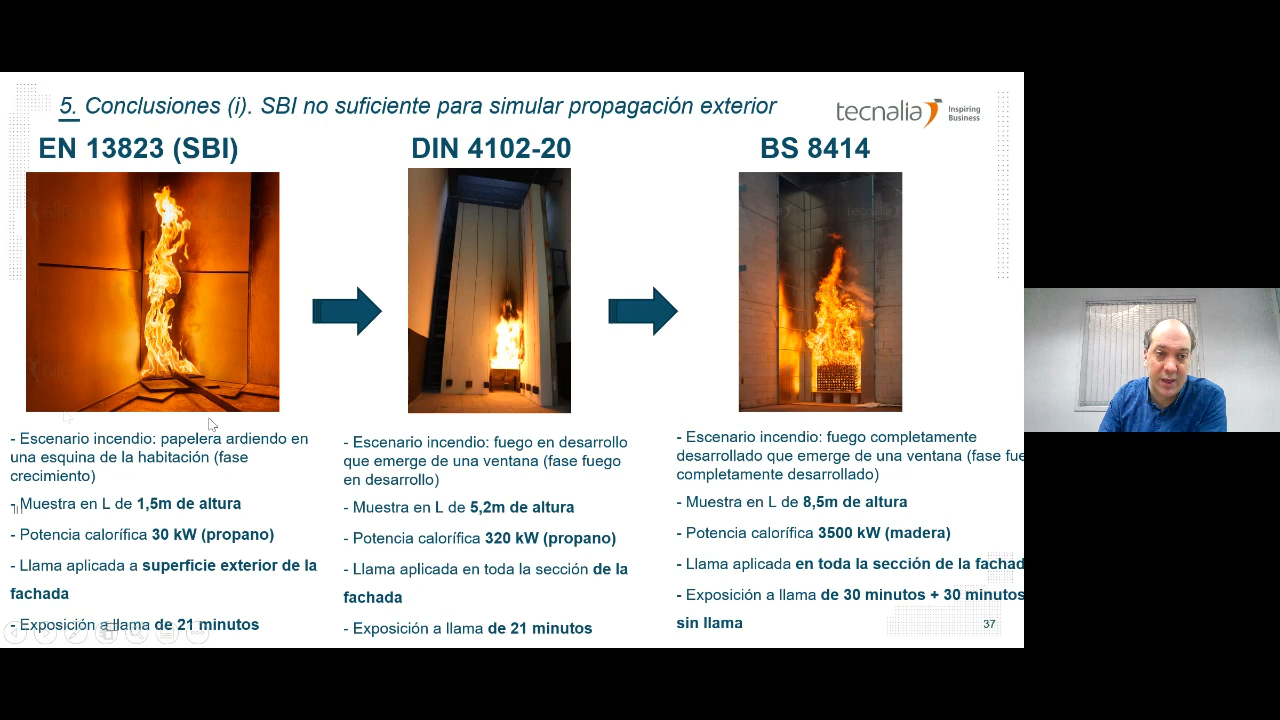 5. Conclusiones (i). SBI no suficiente para simular propagación exterior
tecnalia
Inspiring
Business
EN 13823 (SBI)
DIN 4102-20
BS 8414
- Escenario incendio: papelera ardiendo en
una esquina de la habitación (fase
crecimiento)
- Muestra en L de 1,5m de altura
- Potencia calorífica 30 kW (propano)
- Llama aplicada a superficie exterior de la
fachada
- Exposición a llama de 21 minutos
- Escenario incendio: fuego en desarrollo
que emerge de una ventana (fase fuego
en desarrollo)
- Muestra en L de 5,2m de altura
- Potencia calorífica 320 kW (propano)
- Llama aplicada en toda la sección de la
fachada
- Exposición a llama de 21 minutos
- Escenario incendio: fuego completamente
desarrollado que emerge de una ventana (fase fue
completamente desarrollado)
- Muestra en L de 8,5m de altura
- Potencia calorífica 3500 kW (madera)
- Llama aplicada en toda la sección de la fachad
- Exposición a llama de 30 minutos + 30 minutos
sin llama
37